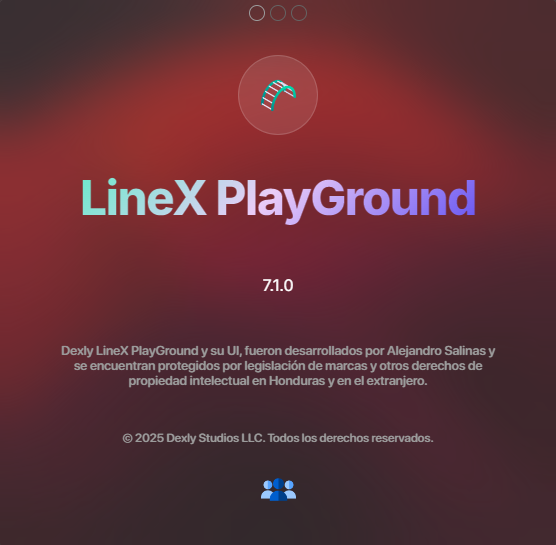 LineX PlayGround
7.1.0
Dexly LineX PlayGround y su UI, fueron desarrollados por Alejandro Salinas y
se encuentran protegidos por legislación de marcas y otros derechos de
propiedad intelectual en Honduras y en el extranjero.
© 2025 Dexly Studios LLC. Todos los derechos reservados.